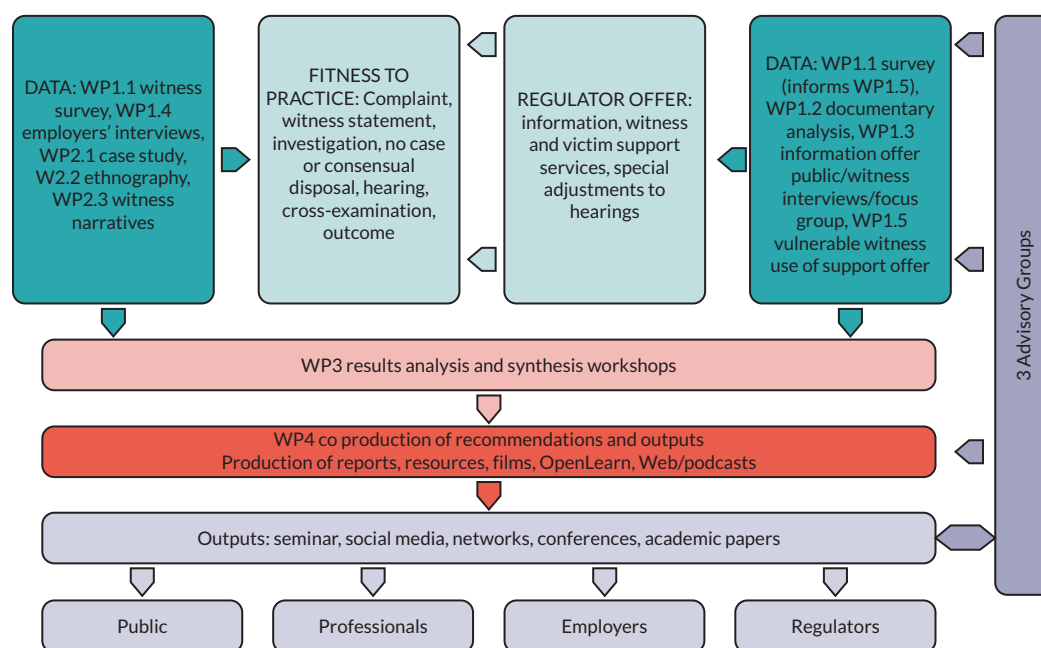 DATA: WP1.1 witness
survey, WP1.4
employers’ interviews,
WP2.1 case study,
W2.2 ethnography,
WP2.3 witness
narratives
FITNESS TO
PRACTICE: Complaint,
witness statement,
investigation, no case
or consensual
disposal, hearing,
cross-examination,
outcome
REGULATOR OFFER:
information, witness
and victim support
services, special
adjustments to
hearings
DATA: WP1.1 survey
(informs WP1.5),
WP1.2 documentary
analysis, WP1.3
information offer
public/witness
interviews/focus
group, WP1.5
vulnerable witness
use of support offer
3 Advisory Groups
WP3 results analysis and synthesis workshops
WP4 co production of recommendations and outputs
Production of reports, resources, films, OpenLearn, Web/podcasts
Outputs: seminar, social media, networks, conferences, academic papers
Public
Professionals
Employers
Regulators